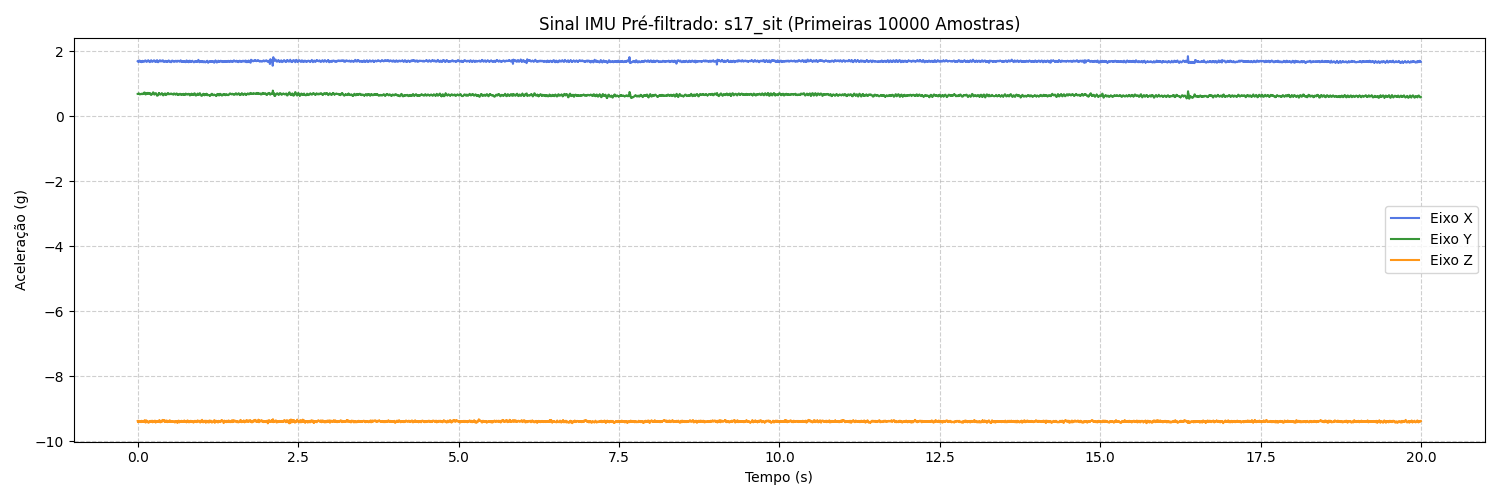 Sinal IMU Pré-filtrado: s17_sit (Primeiras 10000 Amostras)
2
0
−2
−4
−6
−8
−10
Aceleração (g)
Eixo X
Eixo Y
Eixo Z
0.0 2.5 5.0 7.5 10.0 12.5 15.0 17.5 20.0
Tempo (s)